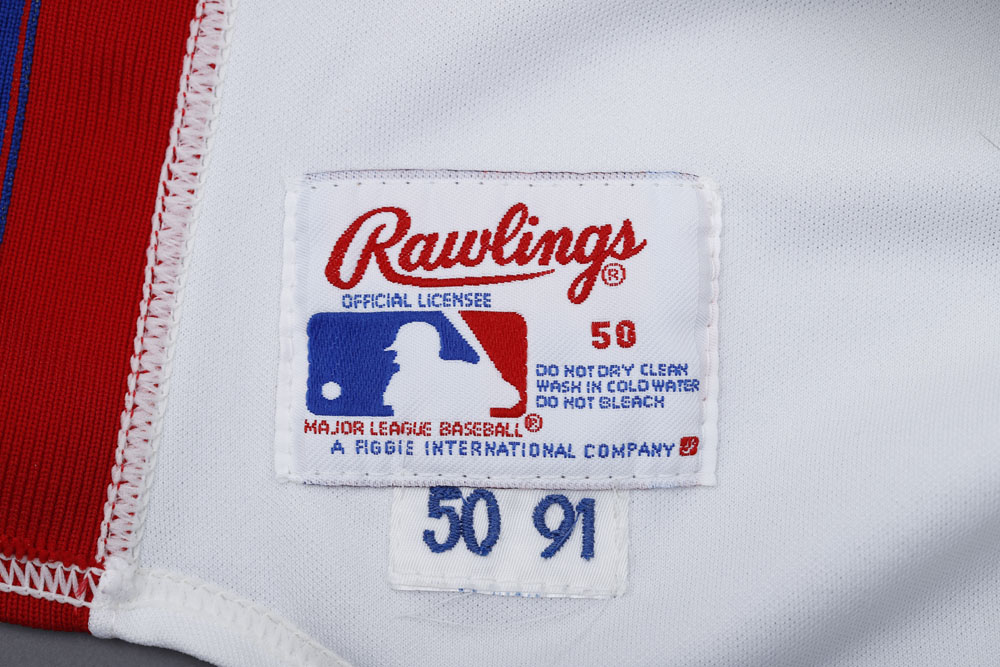 Rawlings®
OFFICIAL LICENSEE
50
DO NOT DRY CLEAN
WASH IN COLD WATER
DO NOT BLEACH
MAJOR LEAGUE BASEBALL®
A FIGGIE INTERNATIONAL COMPANY
50 91